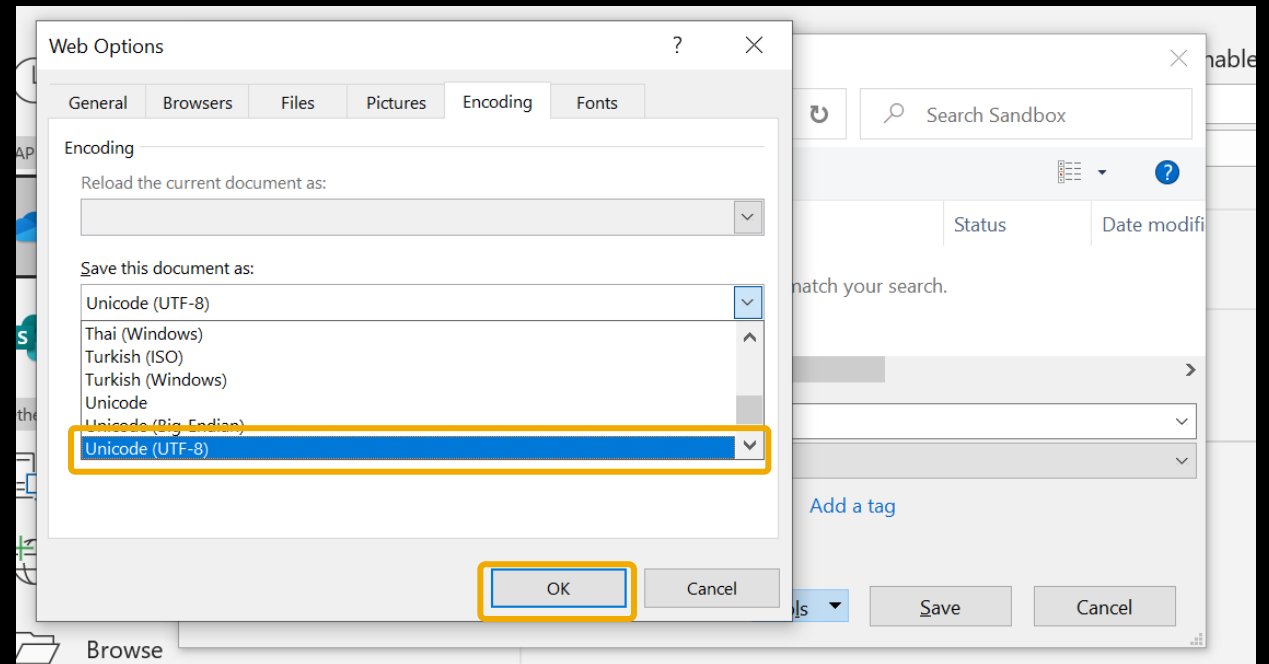 Web Options
?
General Browsers Files Pictures Encoding Fonts
Encoding
Reload the current document as:
Save this document as:
Unicode (UTF-8)
Thai (Windows)
Turkish (ISO)
Turkish (Windows)
Unicode
Unicode (Big-Endian)
Unicode (UTF-8)
OK Cancel
Search Sandbox
?
Status Date modifi
match your search.
Add a tag
Save Cancel
Browse